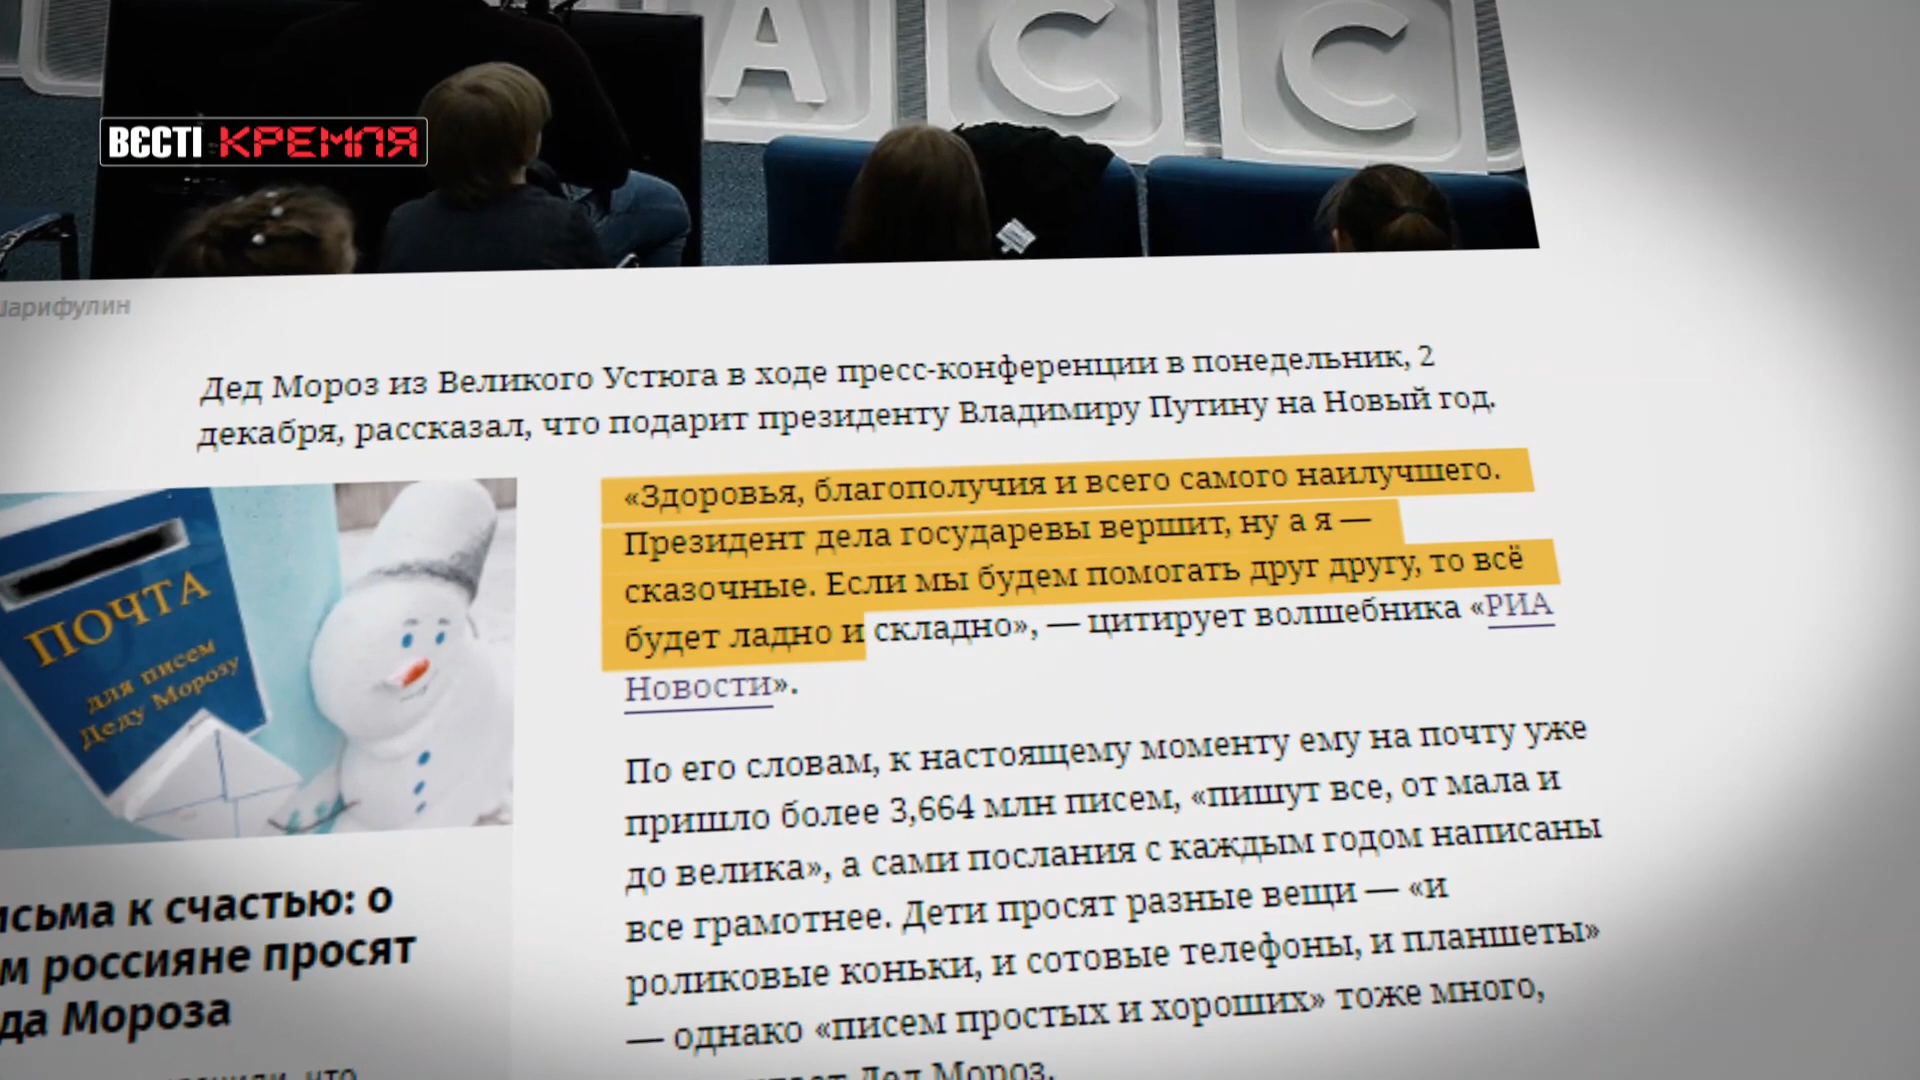 АСС
ВЄСТІ КРЕМЛЯ
Шарифулин
Дед Мороз из Великого Устюга в ходе пресс-конференции в понедельник, 2
декабря, рассказал, что подарит президенту Владимиру Путину на Новый год.
«Здоровья, благополучия и всего самого наилучшего.
Президент дела государевы вершит, ну а я —
сказочные. Если мы будем помогать друг другу, то всё
будет ладно и складно», — цитирует волшебника «РИА
Новости».
ПОЧТА
для писем
Деду Морозу
По его словам, к настоящему моменту ему на почту уже
пришло более 3,664 млн писем, «пишут все, от мала и
до велика», а сами послания с каждым годом написаны
все грамотнее. Дети просят разные вещи — «и
роликовые коньки, и сотовые телефоны, и планшеты»
— однако «писем простых и хороших» тоже много,
Дед Мороз.
исьма к счастью: о
м россияне просят
да Мороза
что